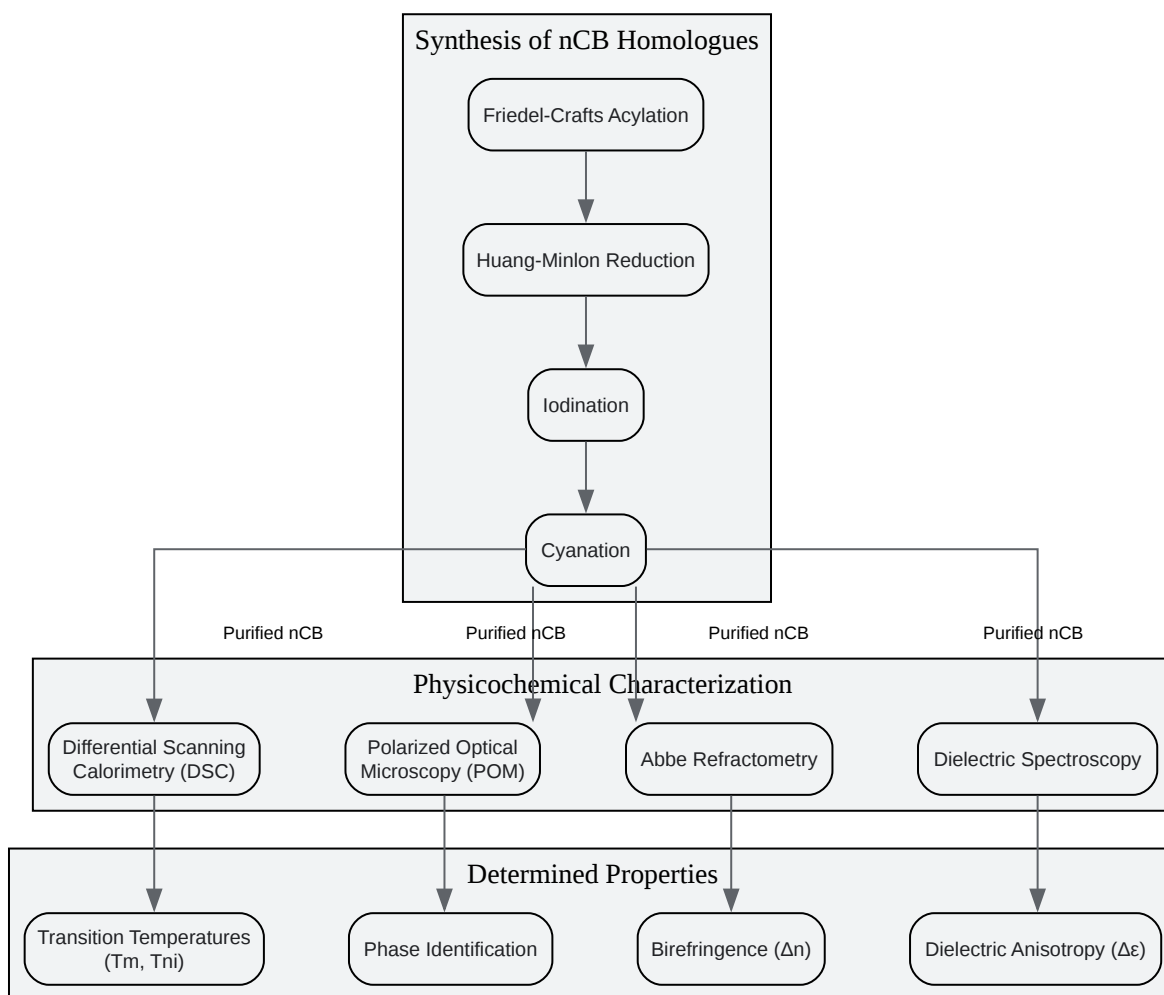 Synthesis of nCB Homologues
Friedel-Crafts Acylation
Huang-Minlon Reduction
Iodination
Cyanation
Purified nCB
Purified nCB
Purified nCB
Purified nCB
Physicochemical Characterization
Differential Scanning
Calorimetry (DSC)
Polarized Optical
Microscopy (POM)
Abbe Refractometry
Dielectric Spectroscopy
Determined Properties
Transition Temperatures
(Tm, Tni)
Phase Identification
Birefringence (Δn)
Dielectric Anisotropy (Δε)